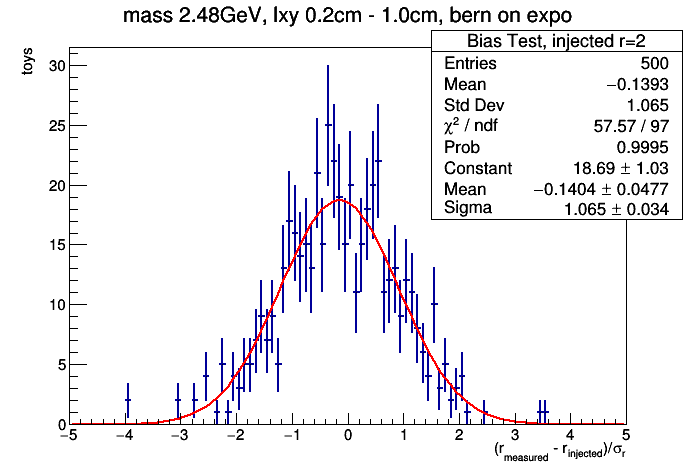 mass 2.48GeV, lxy 0.2cm - 1.0cm, bern on expo
Bias Test, injected r=2
Entries 500
Mean −0.1393
Std Dev 1.065
χ² / ndf 57.57 / 97
Prob 0.9995
Constant 18.69 ± 1.03
Mean −0.1404 ± 0.0477
Sigma 1.065 ± 0.034
toys
30
25
20
15
10
5
0
−5 −4 −3 −2 −1 0 1 2 3 4 5
(r_measured - r_injected)/σ_r